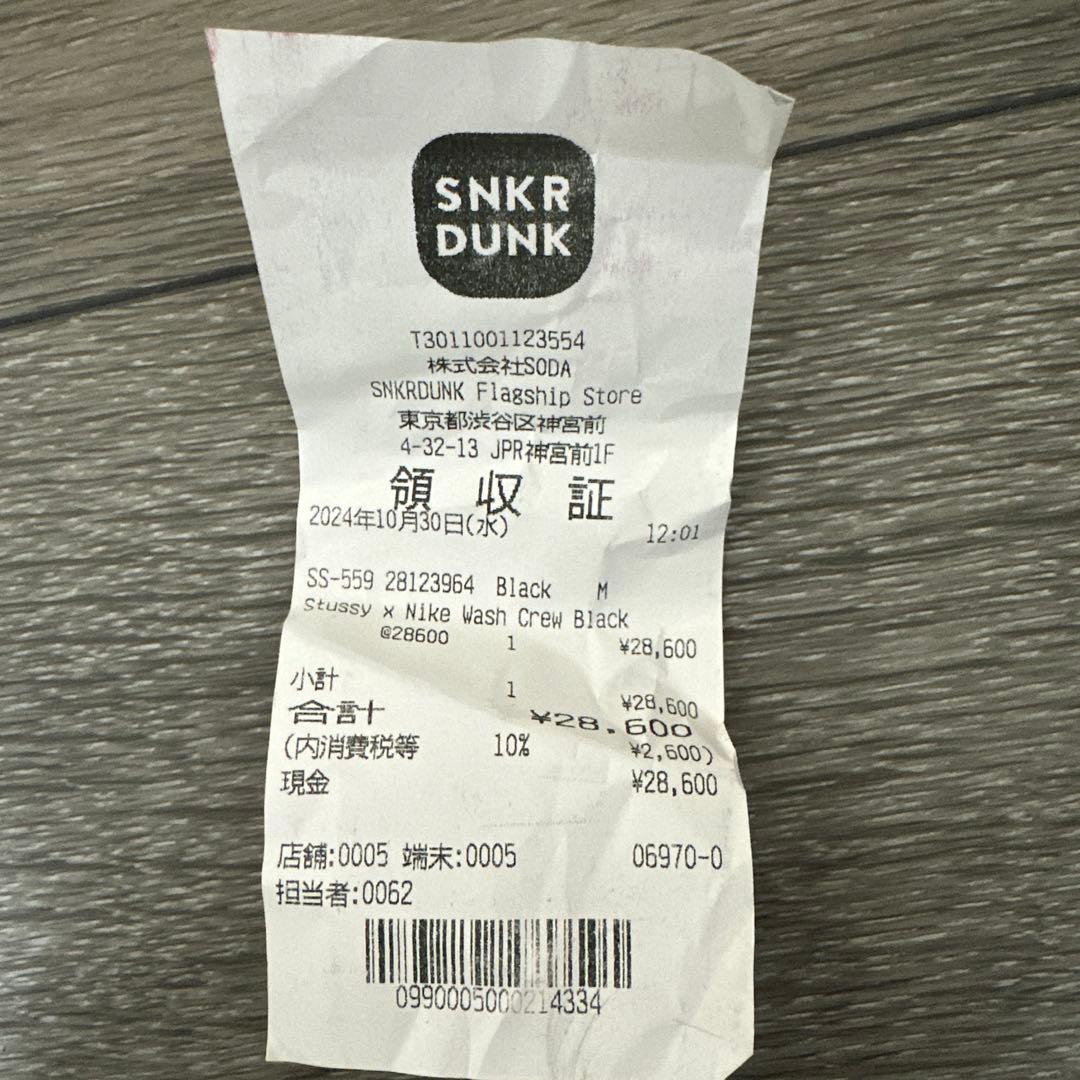 SNKR
DUNK
T3011001123554
株式会社SODA
SNKRDUNK Flagship Store
東京都渋谷区神宮前
4-32-13 JPR神宮前1F
領 収 証
2024年10月30日(水) 12:01
SS-559 28123964 Black M
Stussy x Nike Wash Crew Black
@28600 1 ¥28,600
小計 1 ¥28,600
合計 ¥28,600
(内消費税等 10% ¥2,600)
現金 ¥28,600
店舗:0005 端末:0005 06970-0
担当者:0062
0990005000214334